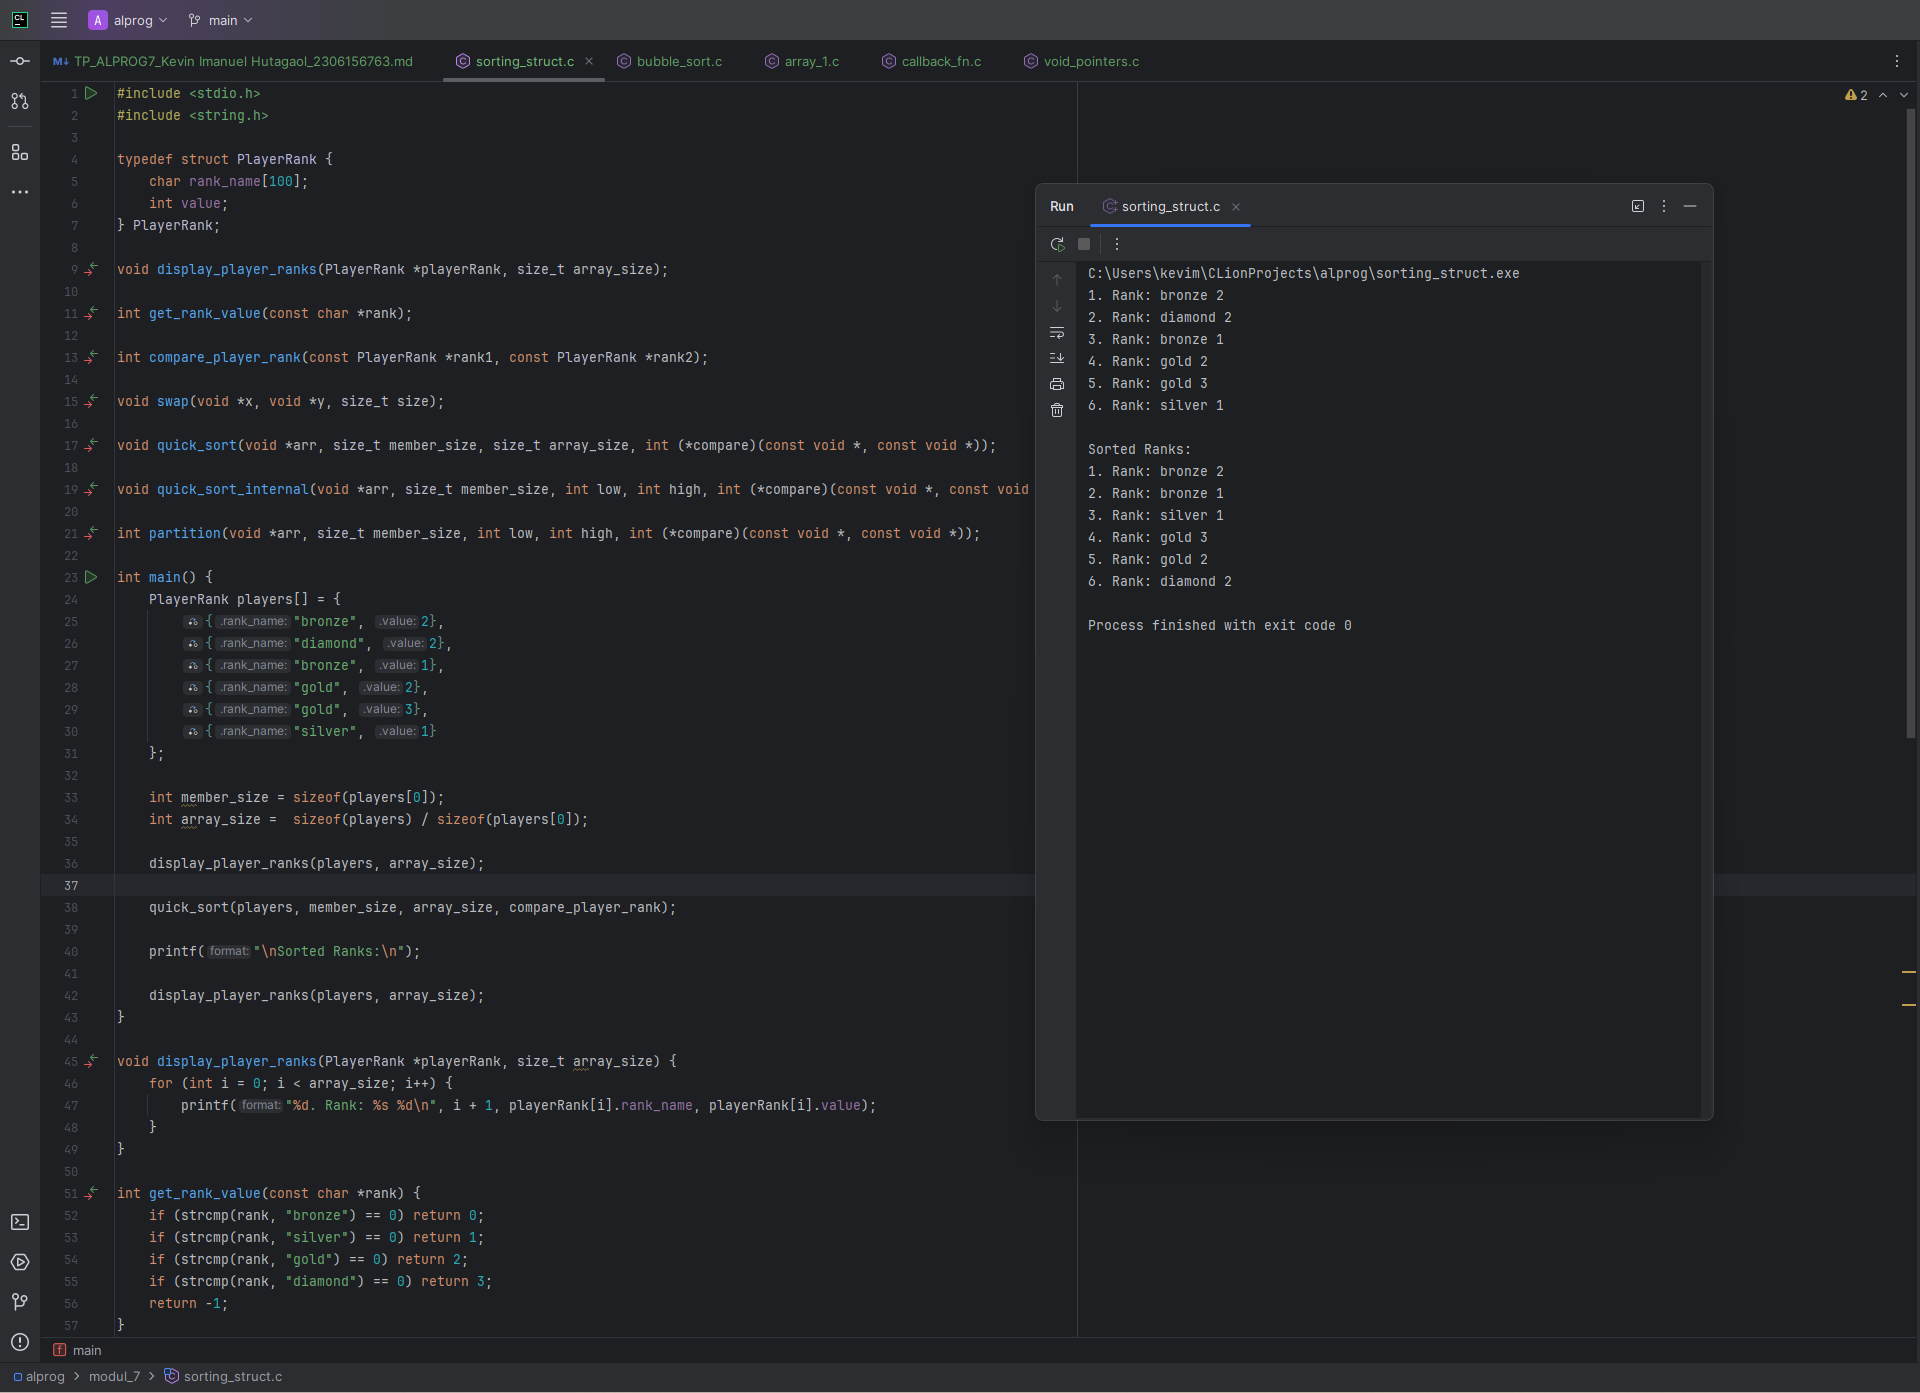 CL
A alprog main
M↓ TP_ALPROG7_Kevin Imanuel Hutagaol_2306156763.md sorting_struct.c bubble_sort.c array_1.c callback_fn.c void_pointers.c
2
1 #include <stdio.h>
2 #include <string.h>
3
4 typedef struct PlayerRank {
5 char rank_name[100];
6 int value;
7 } PlayerRank;
8
9 void display_player_ranks(PlayerRank *playerRank, size_t array_size);
10
11 int get_rank_value(const char *rank);
12
13 int compare_player_rank(const PlayerRank *rank1, const PlayerRank *rank2);
14
15 void swap(void *x, void *y, size_t size);
16
17 void quick_sort(void *arr, size_t member_size, size_t array_size, int (*compare)(const void *, const void *));
18
19 void quick_sort_internal(void *arr, size_t member_size, int low, int high, int (*compare)(const void *, const void
20
21 int partition(void *arr, size_t member_size, int low, int high, int (*compare)(const void *, const void *));
22
23 int main() {
24 PlayerRank players[] = {
25 { .rank_name: "bronze", .value: 2},
26 { .rank_name: "diamond", .value: 2},
27 { .rank_name: "bronze", .value: 1},
28 { .rank_name: "gold", .value: 2},
29 { .rank_name: "gold", .value: 3},
30 { .rank_name: "silver", .value: 1}
31 };
32
33 int member_size = sizeof(players[0]);
34 int array_size =  sizeof(players) / sizeof(players[0]);
35
36 display_player_ranks(players, array_size);
37
38 quick_sort(players, member_size, array_size, compare_player_rank);
39
40 printf( format: "\nSorted Ranks:\n");
41
42 display_player_ranks(players, array_size);
43 }
44
45 void display_player_ranks(PlayerRank *playerRank, size_t array_size) {
46 for (int i = 0; i < array_size; i++) {
47 printf( format: "%d. Rank: %s %d\n", i + 1, playerRank[i].rank_name, playerRank[i].value);
48 }
49 }
50
51 int get_rank_value(const char *rank) {
52 if (strcmp(rank, "bronze") == 0) return 0;
53 if (strcmp(rank, "silver") == 0) return 1;
54 if (strcmp(rank, "gold") == 0) return 2;
55 if (strcmp(rank, "diamond") == 0) return 3;
56 return -1;
57 }
Run sorting_struct.c
C:\Users\kevim\CLionProjects\alprog\sorting_struct.exe
1. Rank: bronze 2
2. Rank: diamond 2
3. Rank: bronze 1
4. Rank: gold 2
5. Rank: gold 3
6. Rank: silver 1
Sorted Ranks:
1. Rank: bronze 2
2. Rank: bronze 1
3. Rank: silver 1
4. Rank: gold 3
5. Rank: gold 2
6. Rank: diamond 2
Process finished with exit code 0
f main
alprog > modul_7 > sorting_struct.c